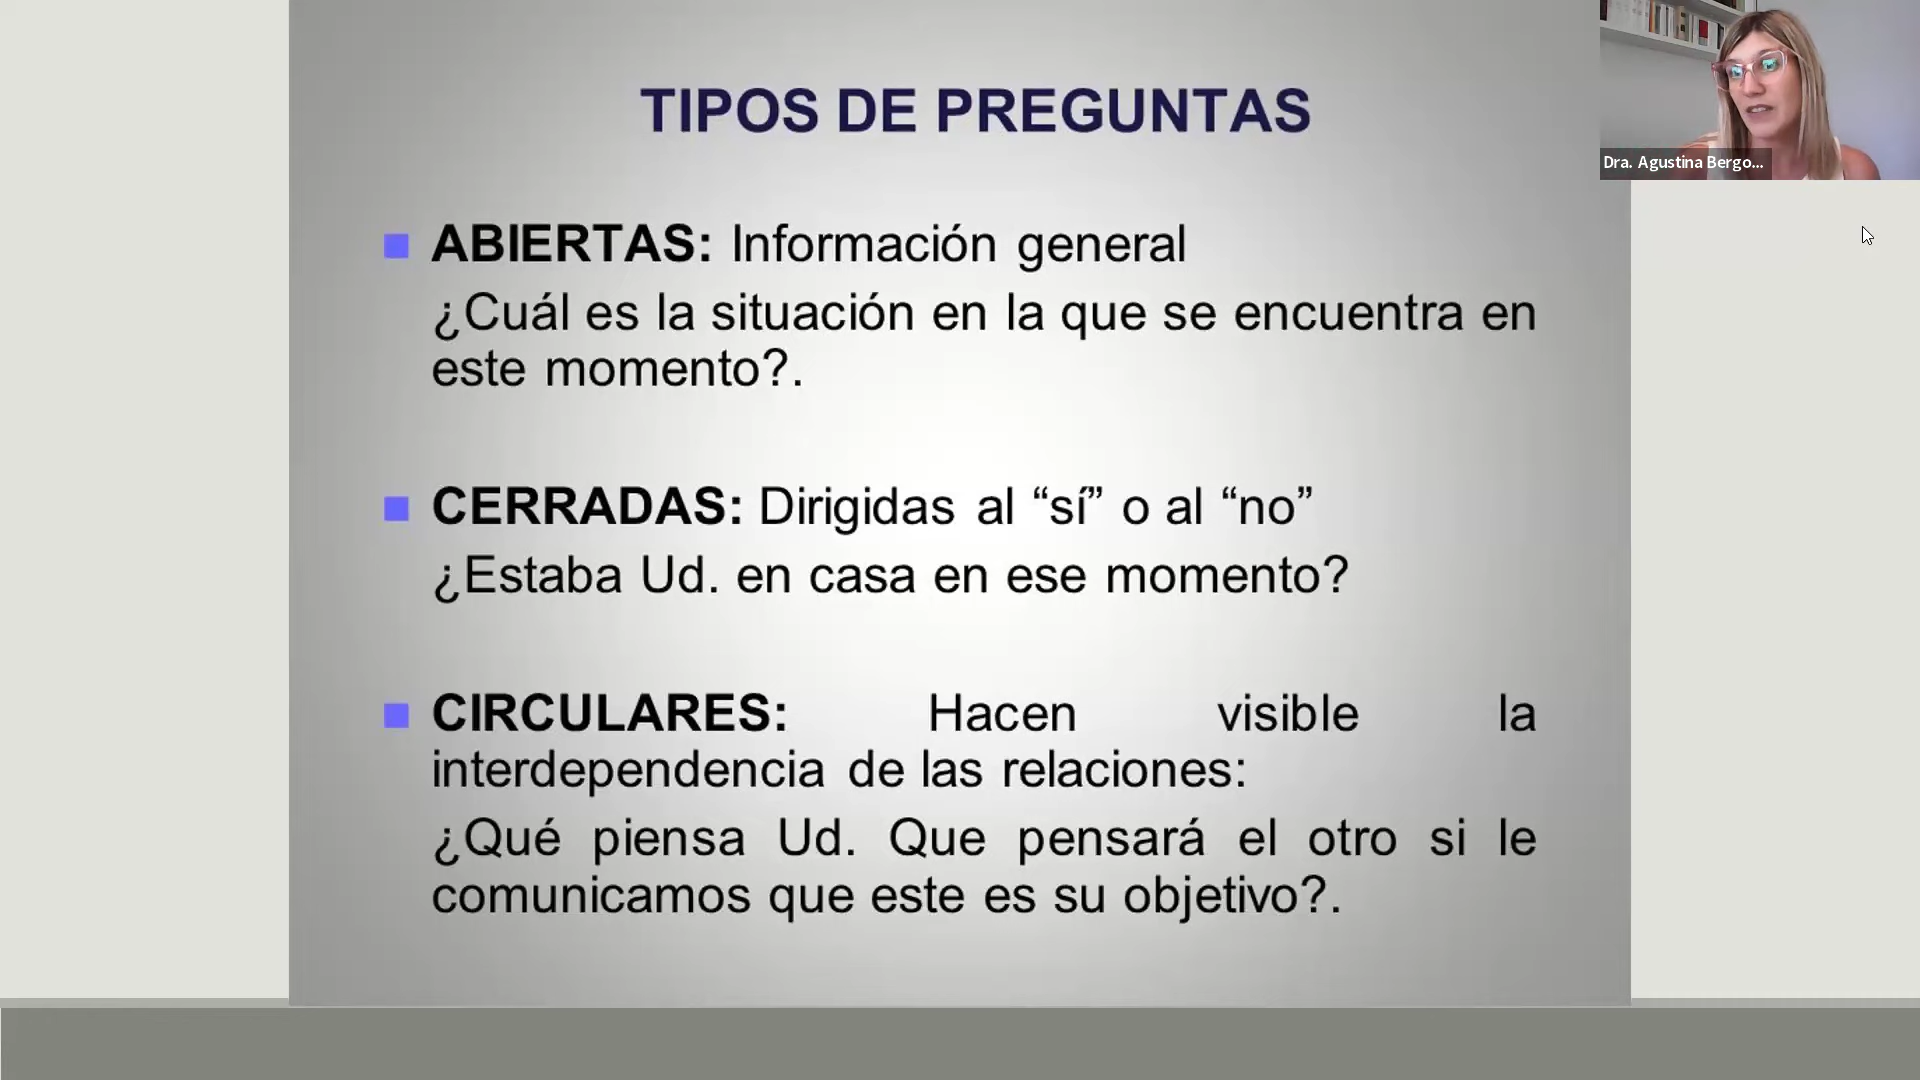 TIPOS DE PREGUNTAS
Dra. Agustina Bergo...
ABIERTAS: Información general
¿Cuál es la situación en la que se encuentra en
este momento?.
CERRADAS: Dirigidas al “sí” o al “no”
¿Estaba Ud. en casa en ese momento?
CIRCULARES: Hacen visible la
interdependencia de las relaciones:
¿Qué piensa Ud. Que pensará el otro si le
comunicamos que este es su objetivo?.